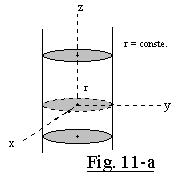 z
r = conste.
r
y
x
Fig. 11-a